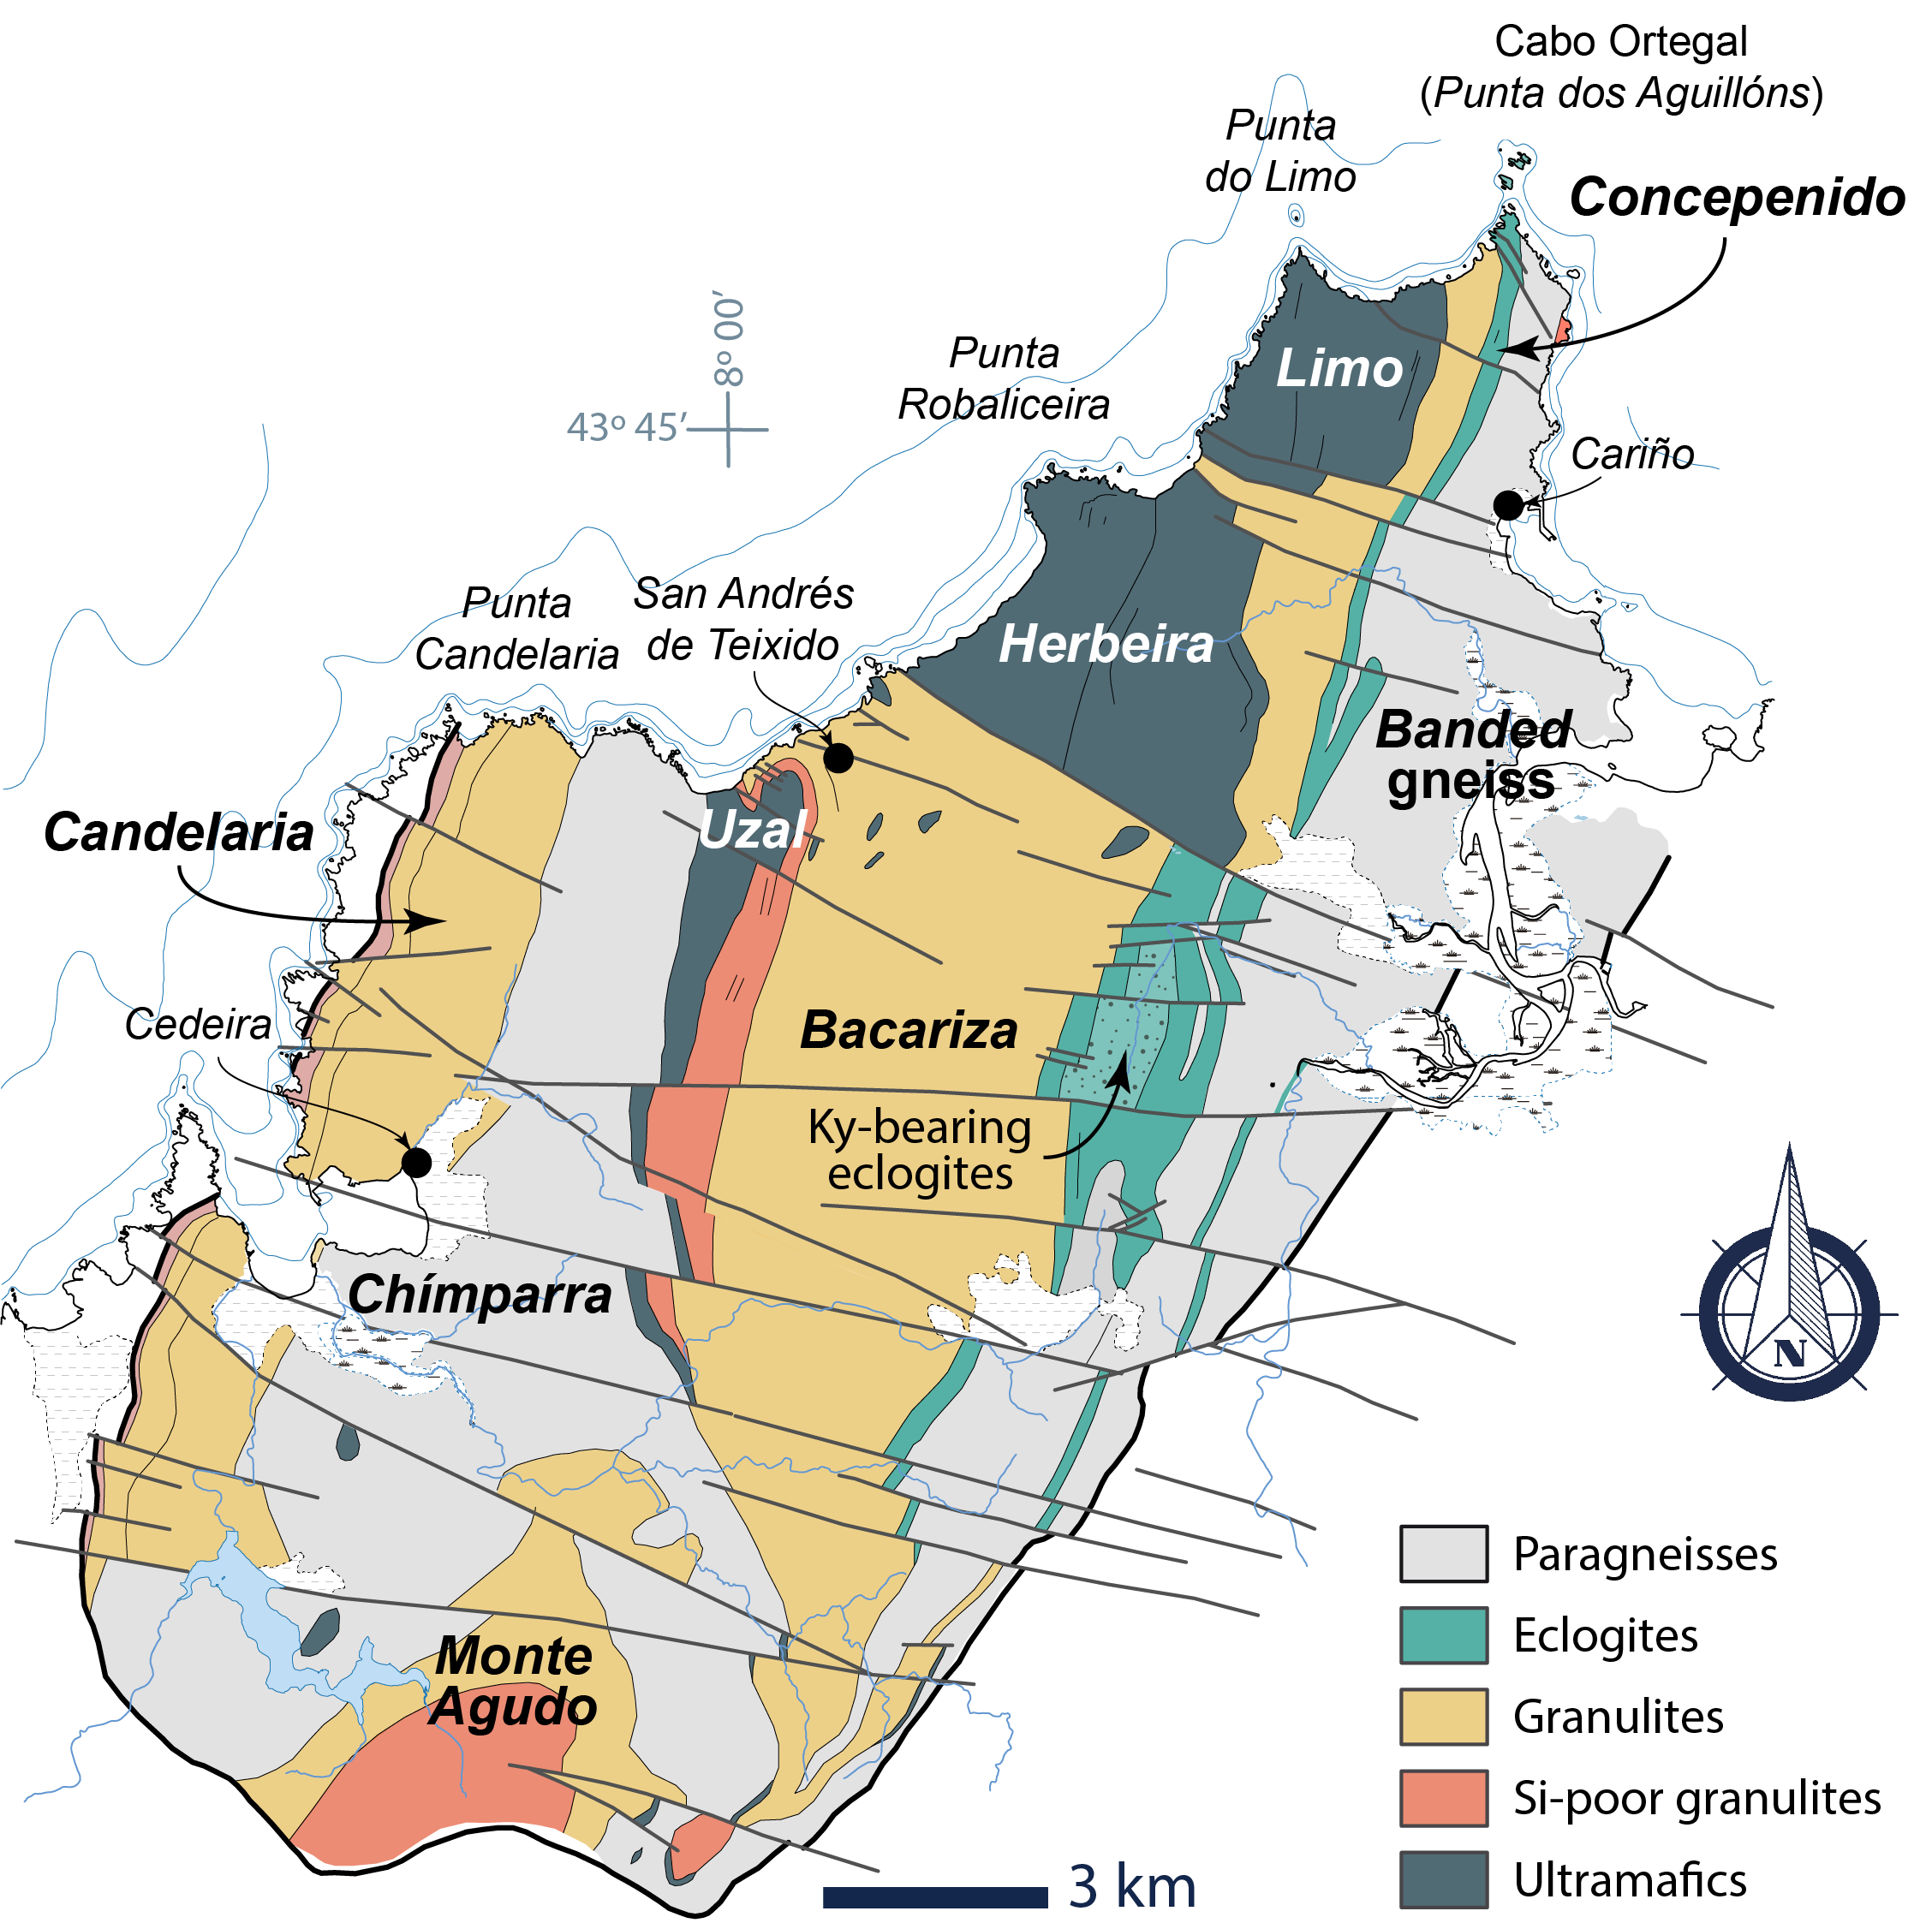 Cabo Ortegal
(Punta dos Aguillóns)
Punta
do Limo
Concepenido
8º 00′
43º 45′
Punta
Robaliceira
Limo
Cariño
Punta
Candelaria
San Andrés
de Teixido
Herbeira
Banded
gneiss
Candelaria
Uzal
Cedeira
Bacariza
Ky-bearing
eclogites
Chímparra
N
Monte
Agudo
Paragneisses
Eclogites
Granulites
Si-poor granulites
Ultramafics
3 km